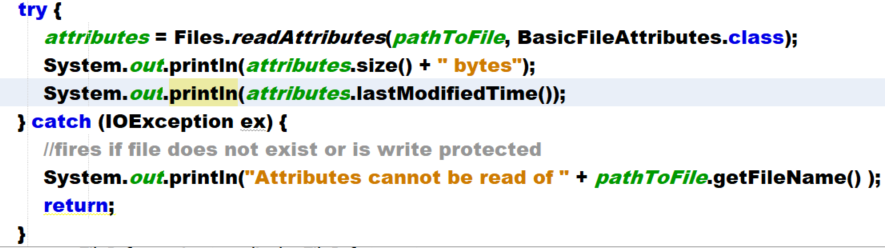 try {
attributes = Files.readAttributes(pathToFile, BasicFileAttributes.class);
System.out.println(attributes.size() + " bytes");
System.out.println(attributes.lastModifiedTime());
} catch (IOException ex) {
//fires if file does not exist or is write protected
System.out.println("Attributes cannot be read of " + pathToFile.getFileName() );
return;
}